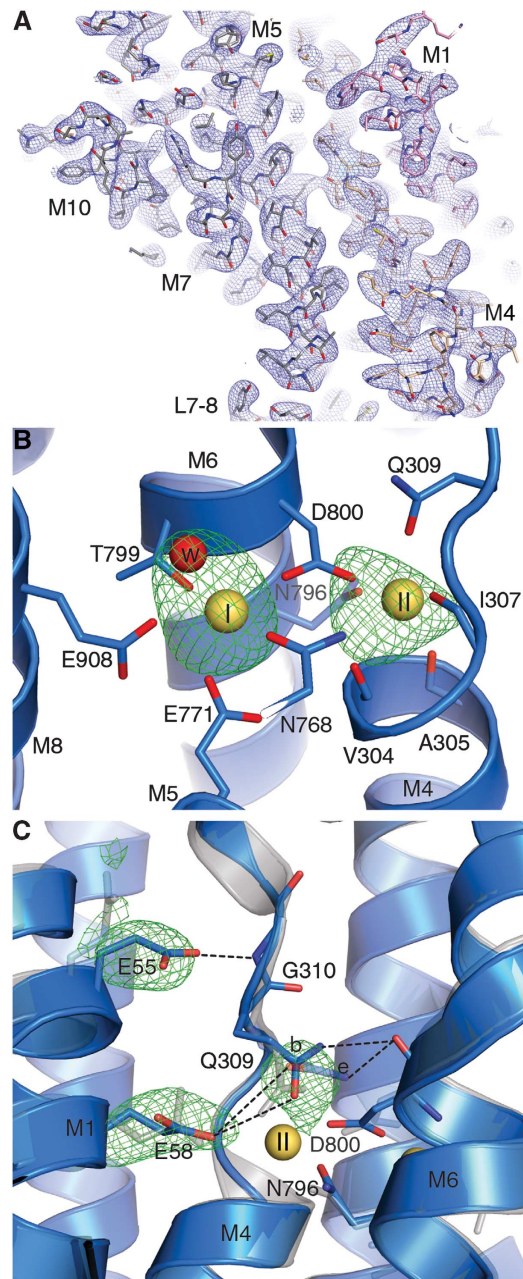 A
M5
M1
M10
M7
M4
L7-8
B
M6
Q309
D800
T799
W
N796
I
II
I307
E908
E771
N768
A305
V304
M8
M5
M4
C
E55
G310
b
Q309
e
M1
E58
II
D800
N796
M6
M4